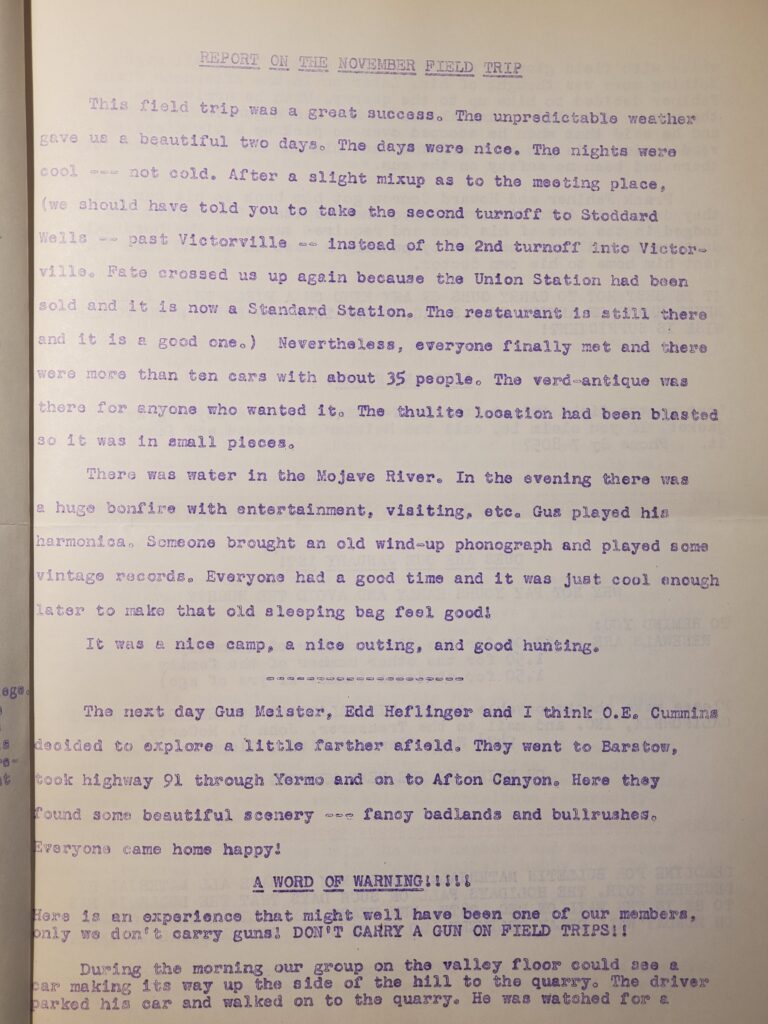 REPORT ON THE NOVEMBER FIELD TRIP
This field trip was a great success. The unpredictable weather
gave us a beautiful two days. The days were nice. The nights were
cool --- not cold. After a slight mixup as to the meeting place,
(we should have told you to take the second turnoff to Stoddard
Wells -- past Victorville -- instead of the 2nd turnoff into Victor-
ville. Fate crossed us up again because the Union Station had been
sold and it is now a Standard Station. The restaurant is still there
and it is a good one.) Nevertheless, everyone finally met and there
were more than ten cars with about 35 people. The verd-antique was
there for anyone who wanted it. The thulite location had been blasted
so it was in small pieces.
There was water in the Mojave River. In the evening there was
a huge bonfire with entertainment, visiting, etc. Gus played his
harmonica. Someone brought an old wind-up phonograph and played some
vintage records. Everyone had a good time and it was just cool enough
later to make that old sleeping bag feel good!
It was a nice camp, a nice outing, and good hunting.
--------------------
The next day Gus Meister, Edd Heflinger and I think O.E. Cummins
decided to explore a little farther afield. They went to Barstow,
took highway 91 through Yermo and on to Afton Canyon. Here they
found some beautiful scenery --- fancy badlands and bullrushes.
Everyone came home happy!
A WORD OF WARNING!!!!!
Here is an experience that might well have been one of our members,
only we don't carry guns! DON'T CARRY A GUN ON FIELD TRIPS!!
During the morning our group on the valley floor could see a
car making its way up the side of the hill to the quarry. The driver
parked his car and walked on to the quarry. He was watched for a